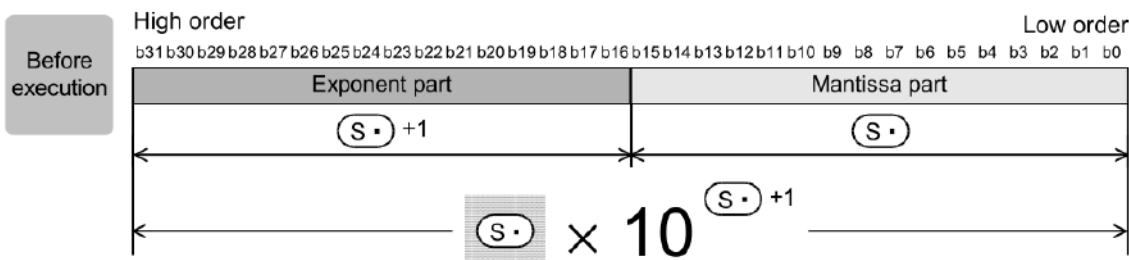 High order Low order
Before execution
b31 b30 b29 b28 b27 b26 b25 b24 b23 b22 b21 b20 b19 b18 b17 b16 b15 b14 b13 b12 b11 b10 b9 b8 b7 b6 b5 b4 b3 b2 b1 b0
Exponent part Mantissa part
S· +1 S·
S· × 10 S· +1